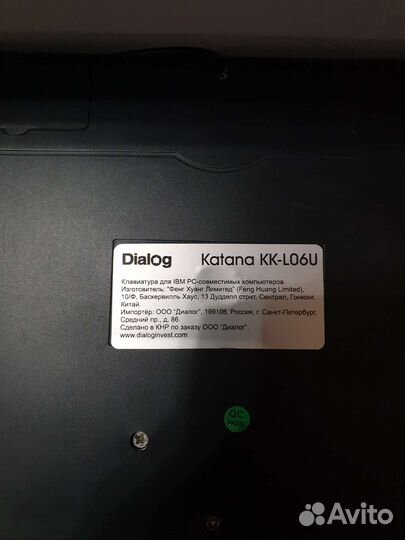 Dialog Katana KK-L06U
Клавиатура для IBM PC-совместимых компьютеров.
Изготовитель: "Фенг Хуанг Лимитед" (Feng Huang Limited),
10/Ф, Баскервилль Хаус, 13 Дудделл стрит, Сентрал, Гонконг,
Китай.
Импортёр: ООО "Диалог", 199106, Россия, г. Санкт-Петербург,
Средний пр., д. 86.
Сделано в КНР по заказу ООО "Диалог".
www.dialoginvest.com
QC
PASS
Avito